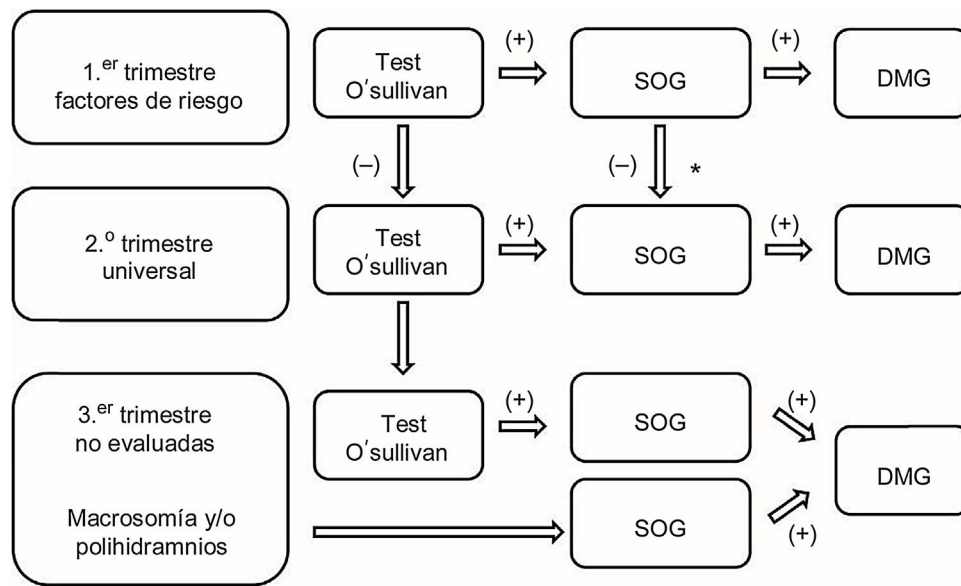 1.er trimestre
factores de riesgo
Test
O'sullivan
(+)
SOG
(+)
DMG
(–)
(–)
*
2.o trimestre
universal
Test
O'sullivan
(+)
SOG
(+)
DMG
3.er trimestre
no evaluadas
Test
O'sullivan
(+)
SOG
(+)
DMG
Macrosomía y/o
polihidramnios
SOG
(+)